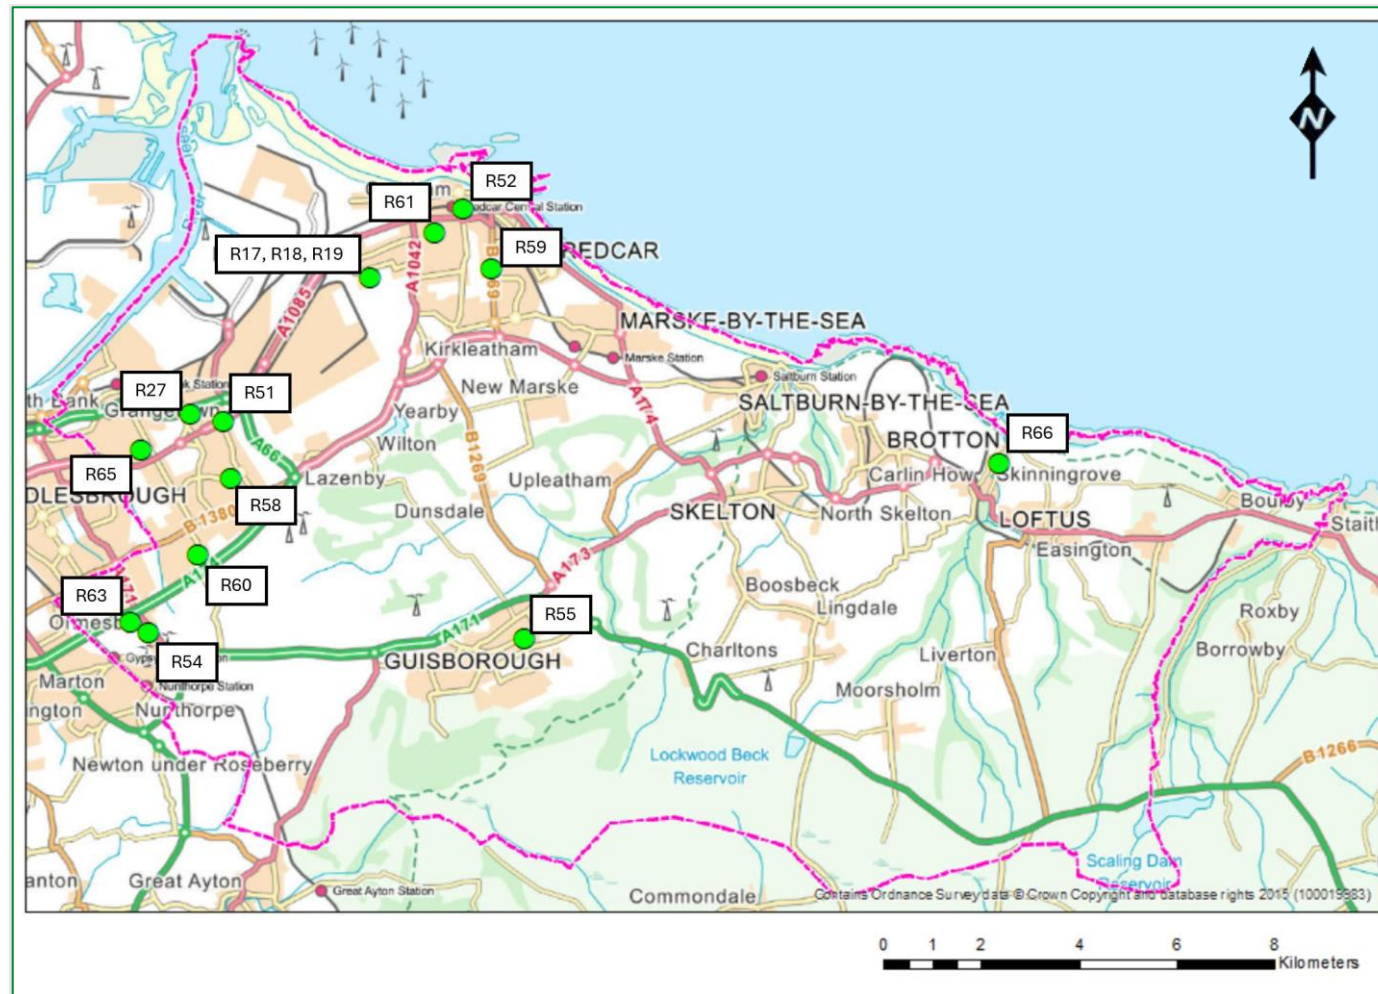 N
R52
R61
R59
R17, R18, R19
REDCAR
A1042
A1085
MARSKE-BY-THE-SEA
Kirkleatham
Marske Station
New Marske
Saltburn Station
R27
R51
Yearby
A174
SALTBURN-BY-THE-SEA
A66
Wilton
B1269
BROTTON
R66
R65
Lazenby
Upleatham
Carlin How
Skinningrove
R58
B1380
Dunsdale
SKELTON
North Skelton
LOFTUS
Easington
R60
A173
Boosbeck
Lingdale
R63
A171
R55
Roxby
A171
R54
GUISBOROUGH
Charltons
Liverton
Borrowby
Marton
Nunthorpe Station
Moorsholm
Nunthorpe
Newton under Roseberry
Lockwood Beck
Reservoir
B1266
Scaling Dam
Reservoir
Great Ayton
Great Ayton Station
Commondale
Contains Ordnance Survey data © Crown Copyright and database rights 2015 (100019983)
0 1 2 4 6 8
Kilometers